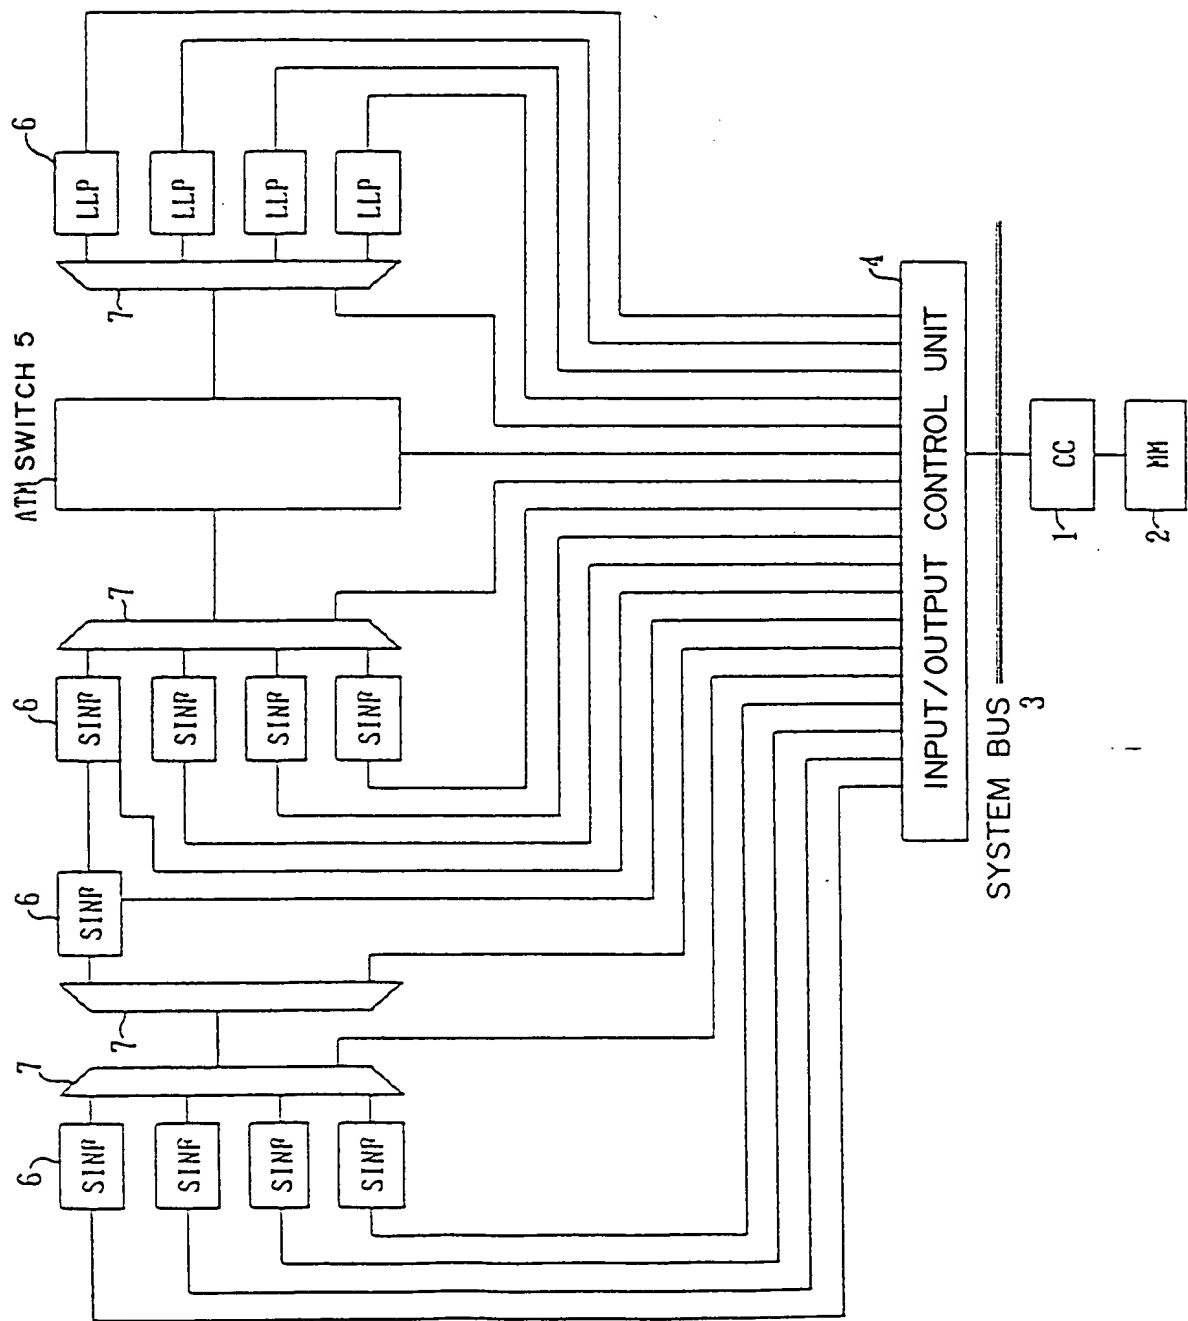 6
LLP
LLP
LLP
LLP
7
ATM SWITCH 5
7
6
SINP
SINP
SINP
SINP
6
SINP
7
7
6
SINP
SINP
SINP
SINP
4
INPUT/OUTPUT CONTROL UNIT
SYSTEM BUS
3
CC
1
MM
2